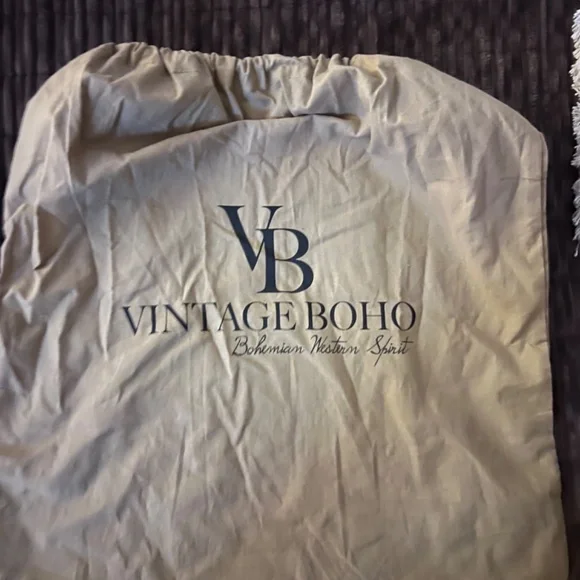 VB
VINTAGE BOHO
Bohemian Western Spirit